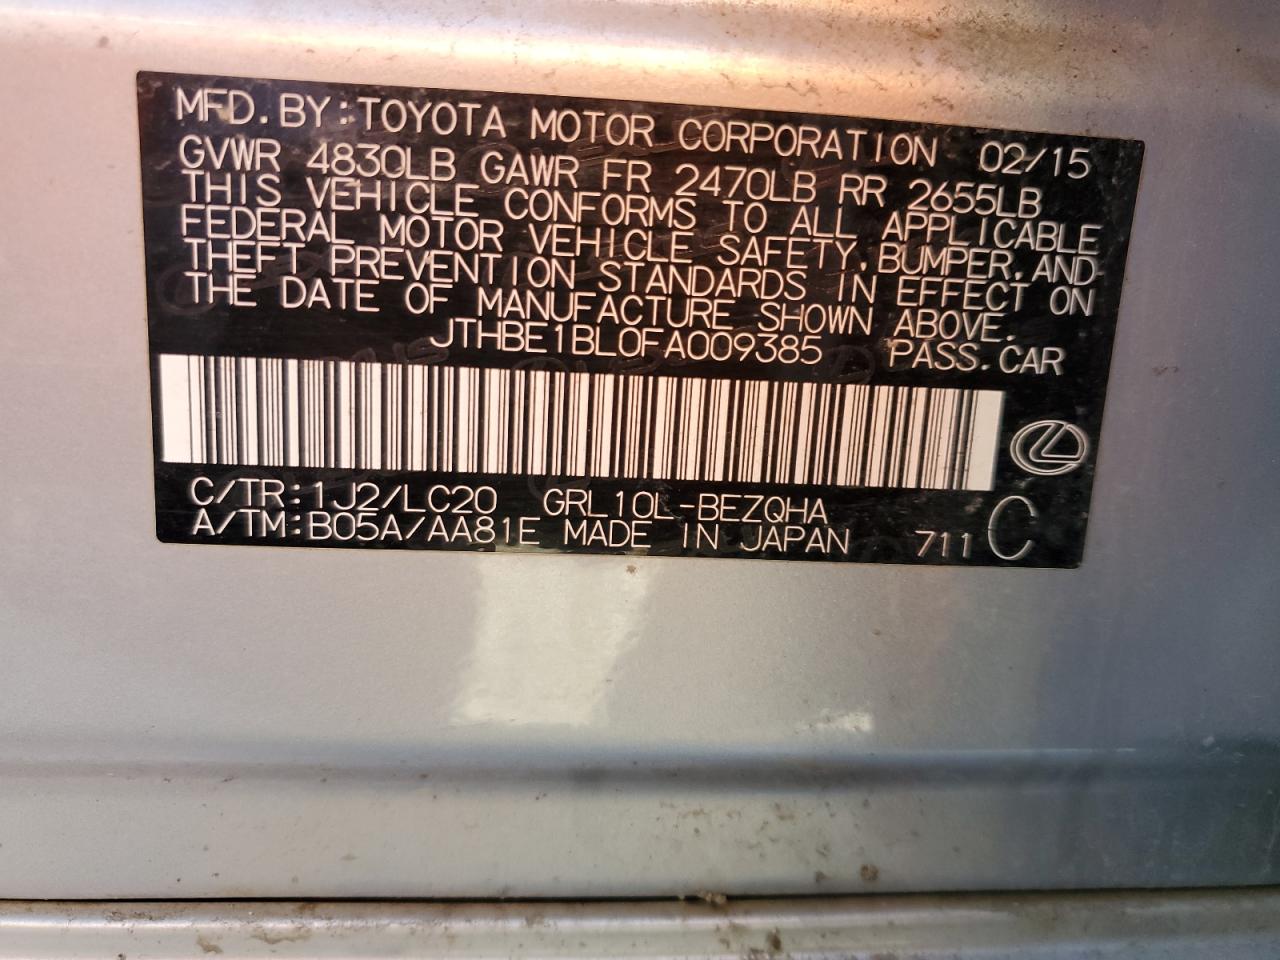 MFD.BY:TOYOTA MOTOR CORPORATION 02/15
GVWR 4830LB GAWR FR 2470LB RR 2655LB
THIS VEHICLE CONFORMS TO ALL APPLICABLE
FEDERAL MOTOR VEHICLE SAFETY,BUMPER,AND
THEFT PREVENTION STANDARDS IN EFFECT ON
THE DATE OF MANUFACTURE SHOWN ABOVE.
JTHBE1BL0FA009385 PASS.CAR
C/TR:1J2/LC20 GRL10L-BEZQHA
A/TM:B05A/AA81E MADE IN JAPAN 711 C